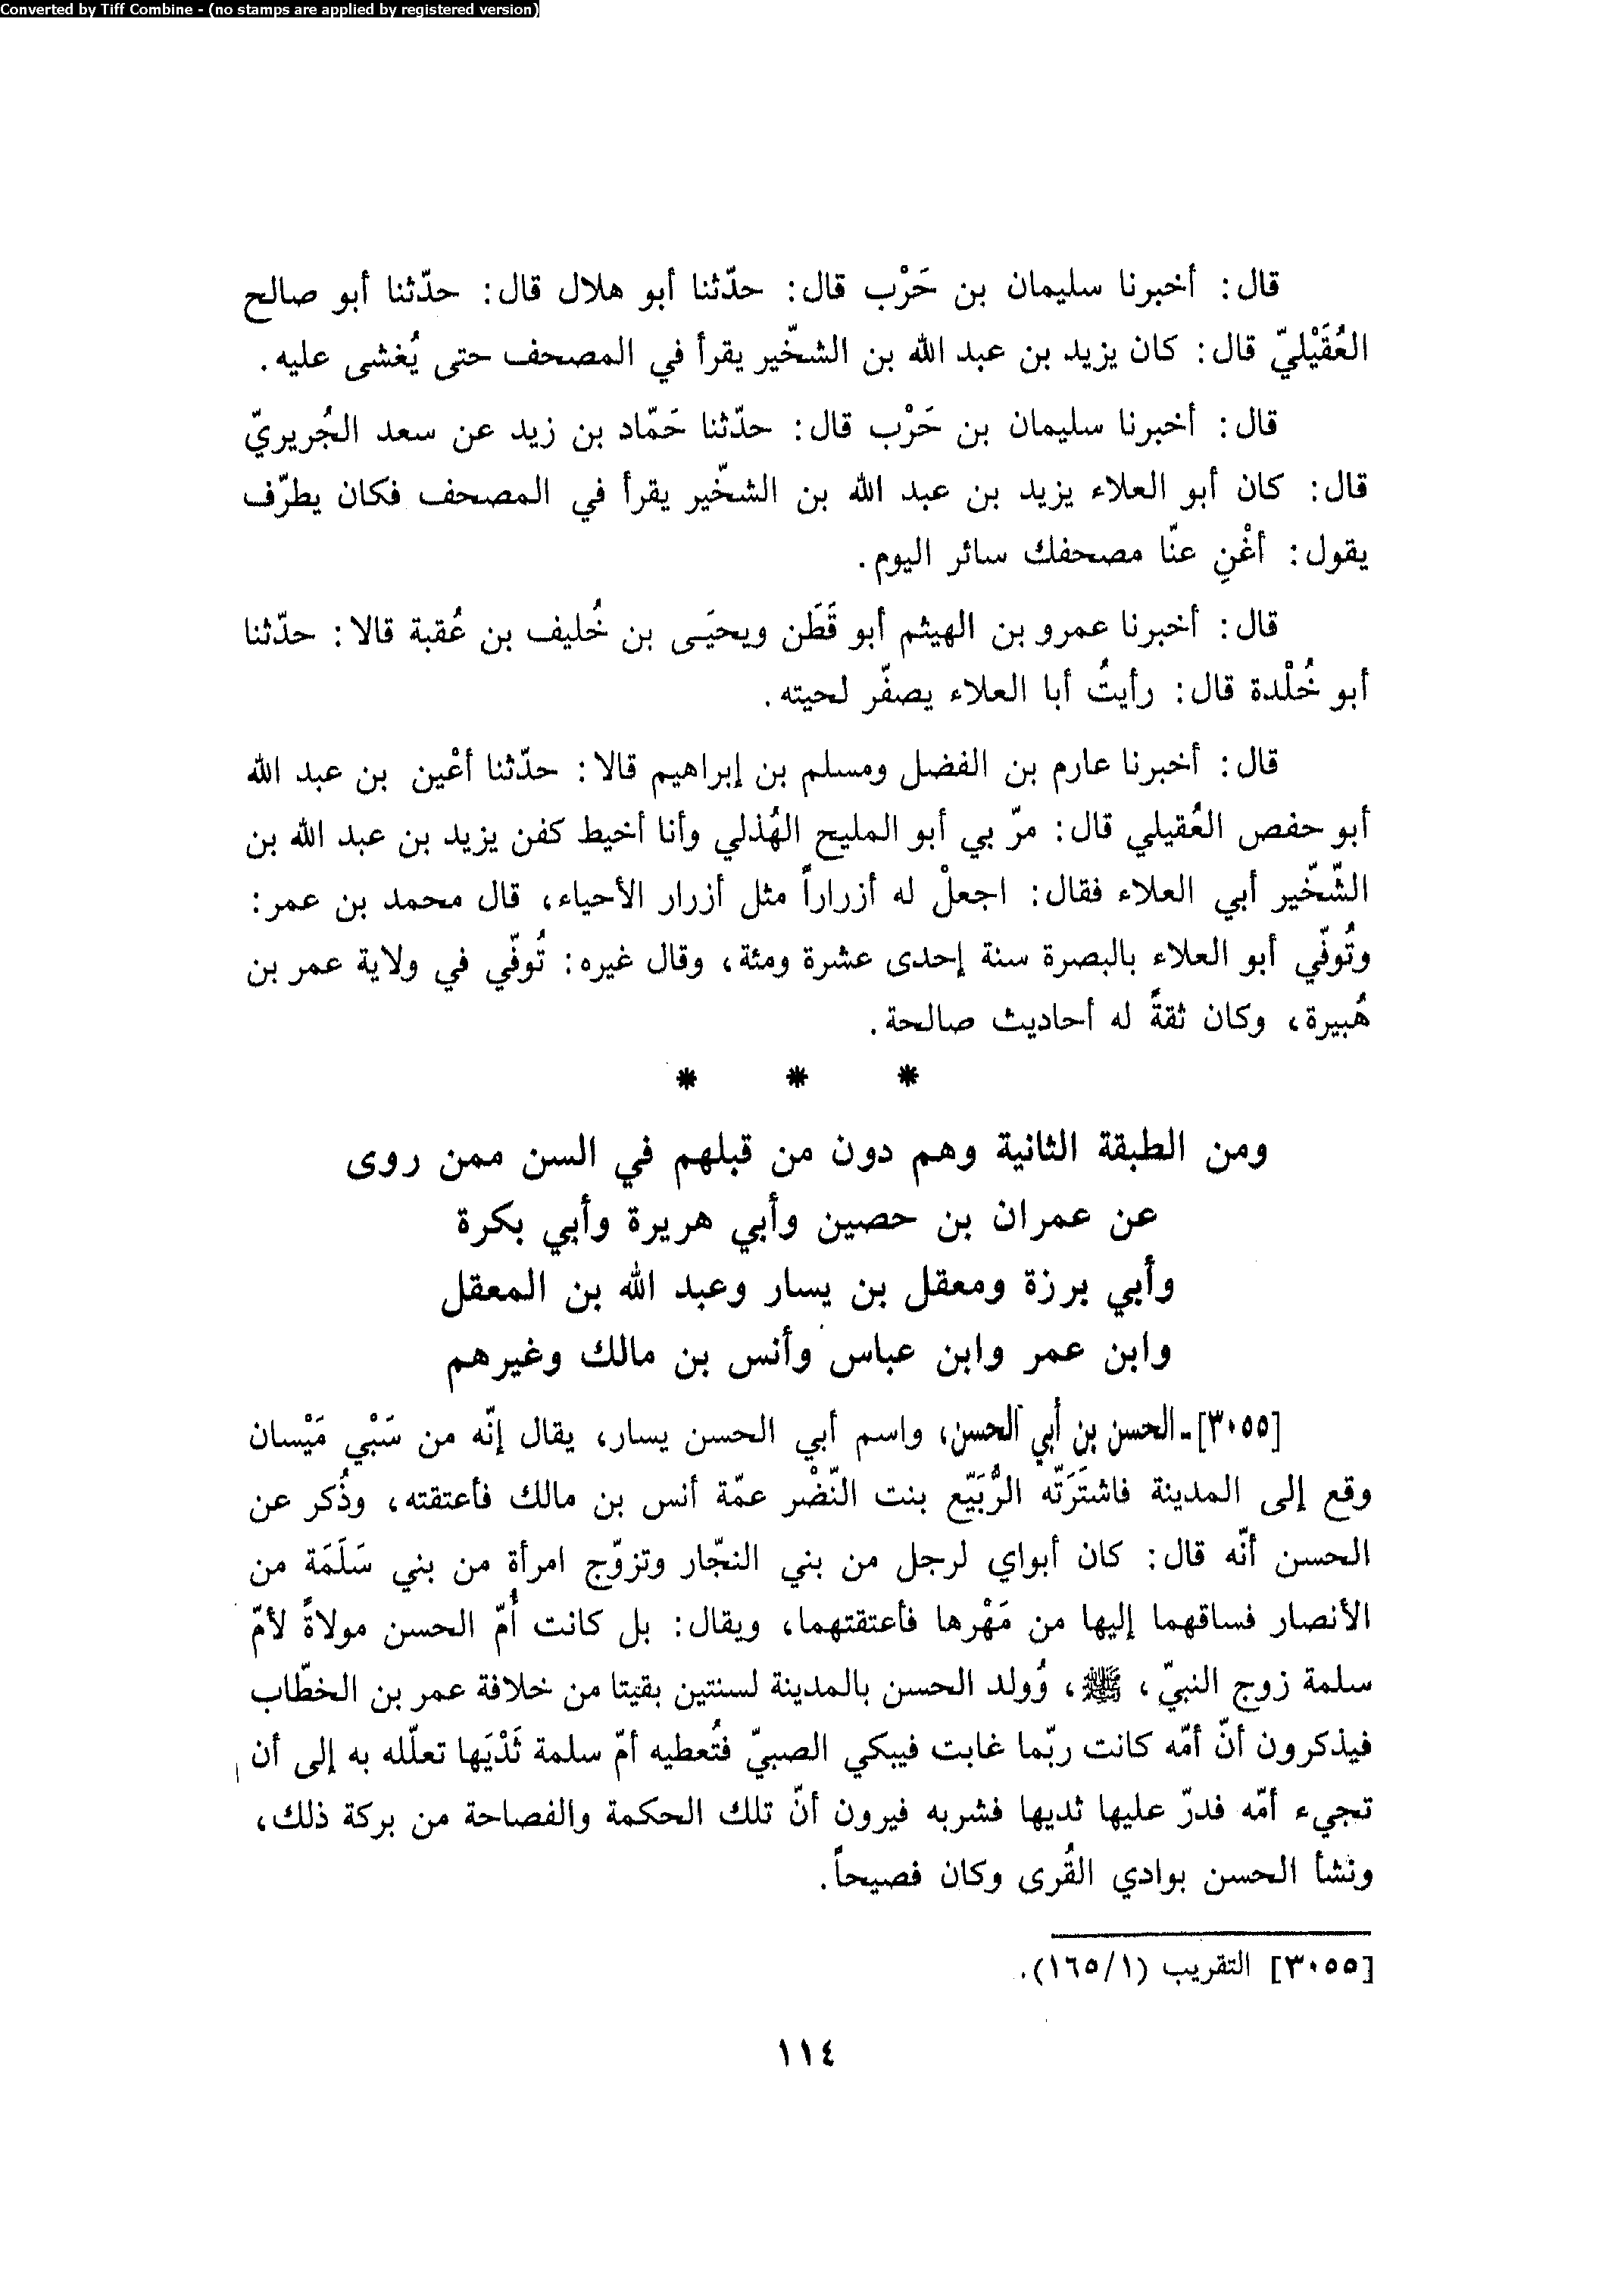 Converted by Tiff Combine - (no stamps are applied by registered version)
قال: أخبرنا سليمان بن حَرْب قال: حدّثنا أبو هلال قال: حدّثنا أبو صالح
العُقَيْليّ قال: كان يزيد بن عبد الله بن الشخّير يقرأ في المصحف حتى يُغشى عليه.
قال: أخبرنا سليمان بن حَرْب قال: حدّثنا حَمّاد بن زيد عن سعد الجُريريّ
قال: كان أبو العلاء يزيد بن عبد الله بن الشخّير يقرأ في المصحف فكان يطرّف
يقول: أغْنِ عنّا مصحفك سائر اليوم.
قال: أخبرنا عمرو بن الهيثم أبو قَطَن ويحيَى بن خُليف بن عُقبة قالا: حدّثنا
أبو خُلْدة قال: رأيتُ أبا العلاء يصفّر لحيته.
قال: أخبرنا عارم بن الفضل ومسلم بن إبراهيم قالا: حدّثنا أعْين بن عبد الله
أبو حفص العُقيلي قال: مرّ بي أبو المليح الهُذلي وأنا أخيط كفن يزيد بن عبد الله بن
الشّخّير أبي العلاء فقال: اجعلْ له أزراراً مثل أزرار الأحياء، قال محمد بن عمر:
وتُوفّي أبو العلاء بالبصرة سنة إحدى عشرة ومئة، وقال غيره: تُوفّي في ولاية عمر بن
هُبيرة، وكان ثقةً له أحاديث صالحة.
* * *
ومن الطبقة الثانية وهم دون من قبلهم في السن ممن روى
عن عمران بن حصين وأبي هريرة وأبي بكرة
وأبي برزة ومعقل بن يسار وعبد الله بن المعقل
وابن عمر وابن عباس وأنس بن مالك وغيرهم
[٣٠٥٥]ـ الحسن بن أبي الحسن، واسم أبي الحسن يسار، يقال إنّه من سَبْي مَيْسان
وقع إلى المدينة فاشتَرَتّه الرُّبَيّع بنت النّضْر عمّة أنس بن مالك فأعتقته، وذُكر عن
الحسن أنّه قال: كان أبواي لرجل من بني النجّار وتزوّج امرأة من بني سَلَمَة من
الأنصار فساقهما إليها من مَهْرها فأعتقتهما، ويقال: بل كانت أُمّ الحسن مولاةً لأمّ
سلمة زوج النبيّ، ﷺ، وُولد الحسن بالمدينة لسنتين بقيتا من خلافة عمر بن الخطّاب
فيذكرون أنّ أمّه كانت ربّما غابت فيبكي الصبيّ فتُعطيه أمّ سلمة ثَدْيَها تعلّله به إلى أن
تجيء أمّه فدرّ عليها ثديها فشربه فيرون أنّ تلك الحكمة والفصاحة من بركة ذلك،
ونشأ الحسن بوادي القُرى وكان فصيحاً.
[٣٠٥٥] التقريب (١/١٦٥).
١١٤